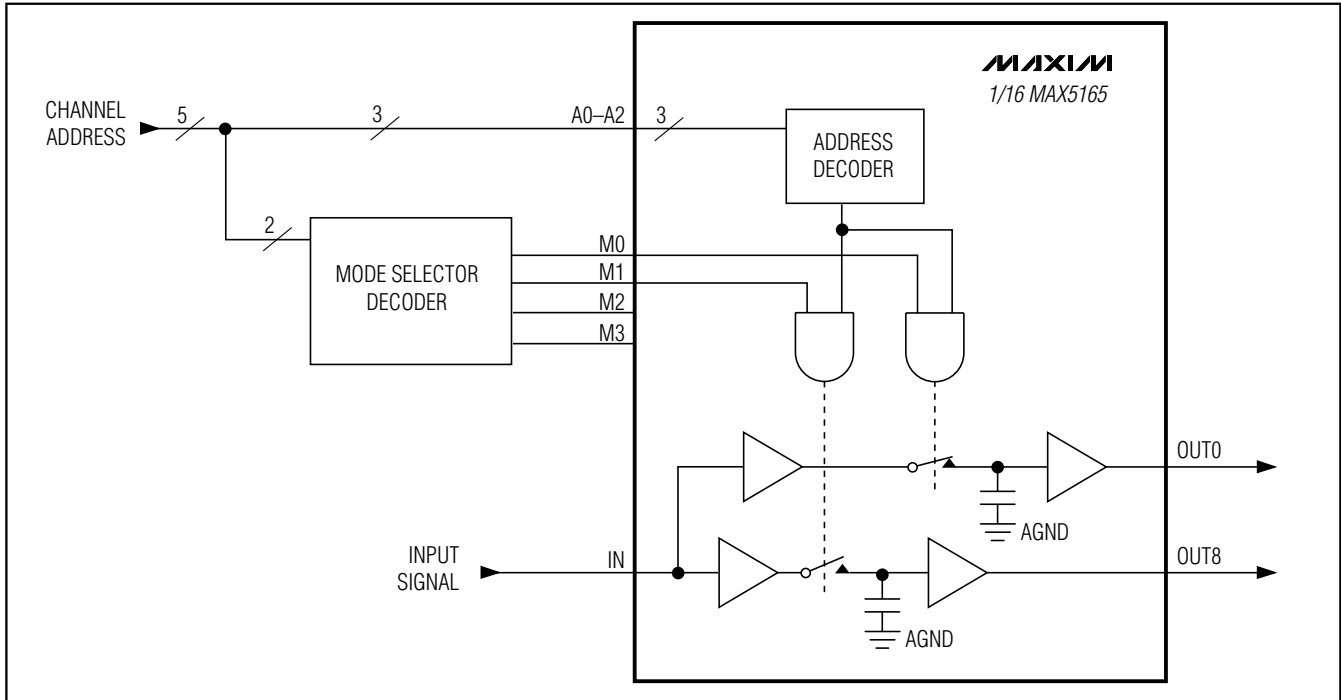 MAXIM
1/16 MAX5165
CHANNEL
ADDRESS
5
3
A0–A2
3
ADDRESS
DECODER
2
MODE SELECTOR
DECODER
M0
M1
M2
M3
OUT0
AGND
INPUT
SIGNAL
IN
OUT8
AGND